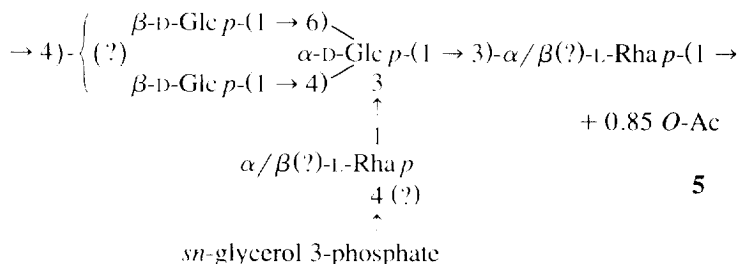 β-D-Glc p-(1 → 6)
→ 4)-{(?) α-D-Glc p-(1 → 3)-α/β(?)-L-Rha p-(1 →
β-D-Glc p-(1 → 4) 3
↑
1 + 0.85 O-Ac
α/β(?)-L-Rha p
4 (?) 5
↑
sn-glycerol 3-phosphate